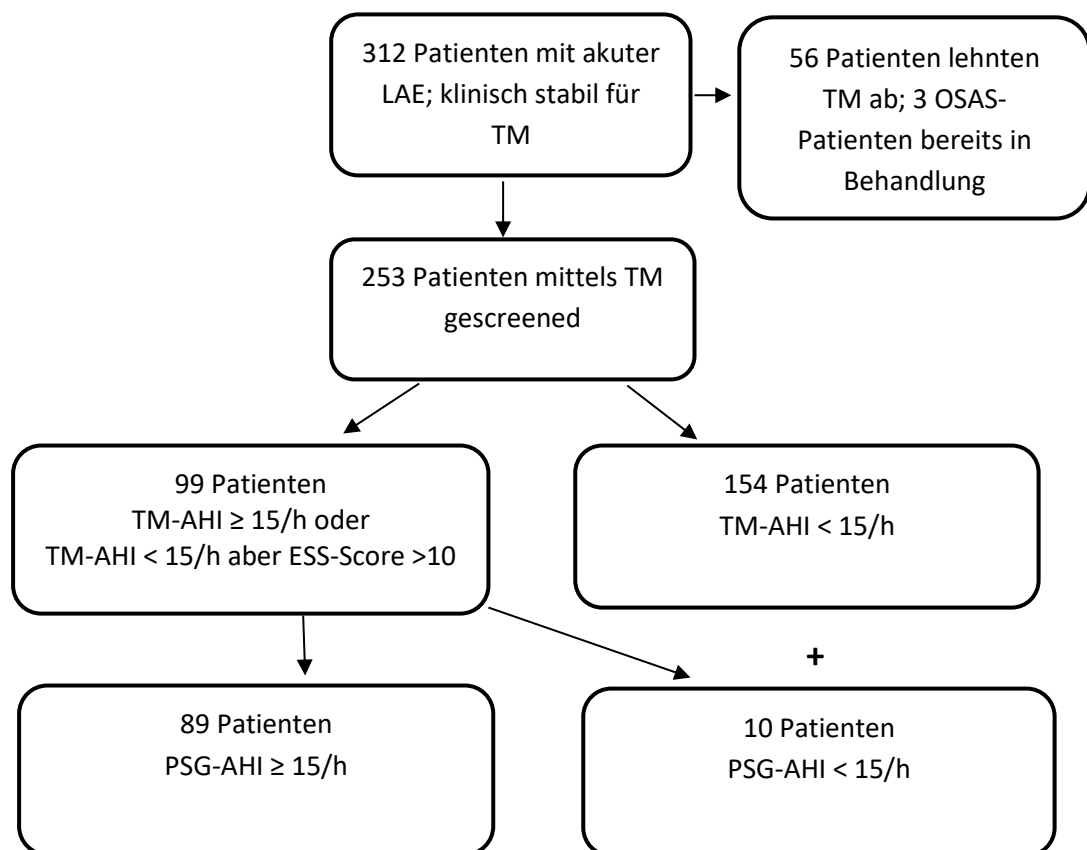 312 Patienten mit akuter
LAE; klinisch stabil für
TM
56 Patienten lehnten
TM ab; 3 OSAS-
Patienten bereits in
Behandlung
253 Patienten mittels TM
gescreened
99 Patienten
TM-AHI ≥ 15/h oder
TM-AHI < 15/h aber ESS-Score >10
154 Patienten
TM-AHI < 15/h
+
89 Patienten
PSG-AHI ≥ 15/h
10 Patienten
PSG-AHI < 15/h